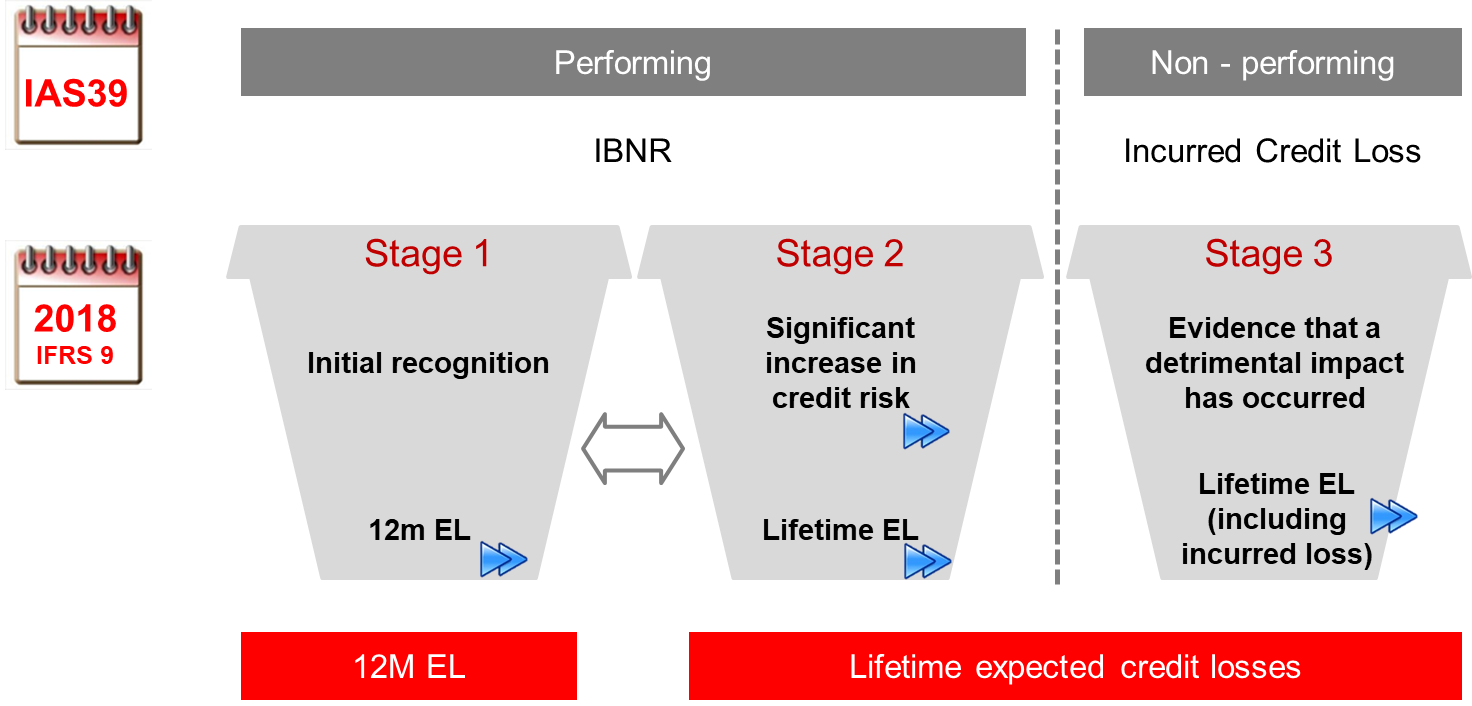 IAS39
Performing
Non - performing
IBNR
Incurred Credit Loss
2018
IFRS 9
Stage 1
Initial recognition
12m EL
Stage 2
Significant
increase in
credit risk
Lifetime EL
Stage 3
Evidence that a
detrimental impact
has occurred
Lifetime EL
(including
incurred loss)
12M EL
Lifetime expected credit losses